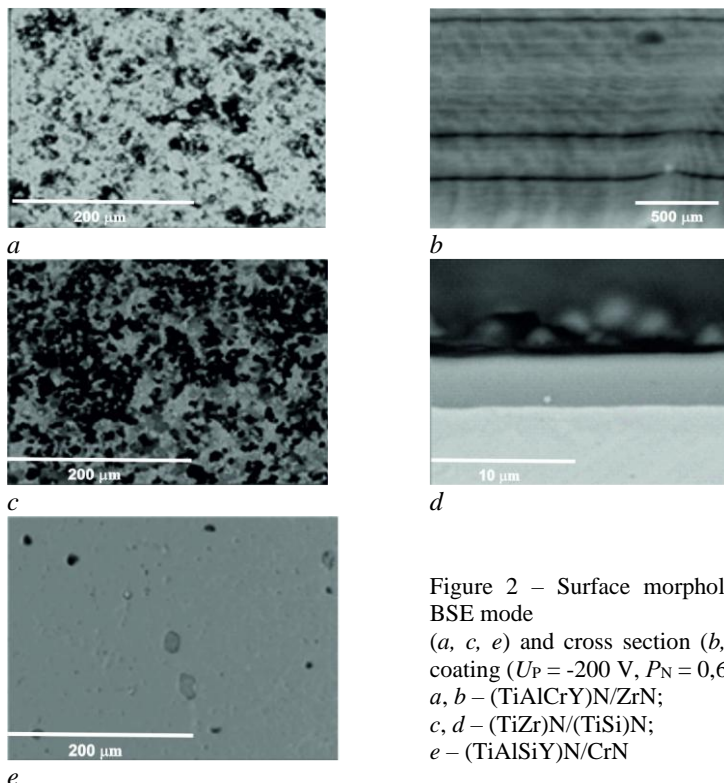 200 μm
500 μm
a
b
200 μm
10 μm
c
d
200 μm
e
Figure 2 – Surface
BSE mode
(a, c, e) and cross section (b,
coating (UP = -200 V, PN = 0,6
a, b – (TiAlCrY)N/ZrN;
c, d – (TiZr)N/(TiSi)N;
e – (TiAlSiY)N/CrN